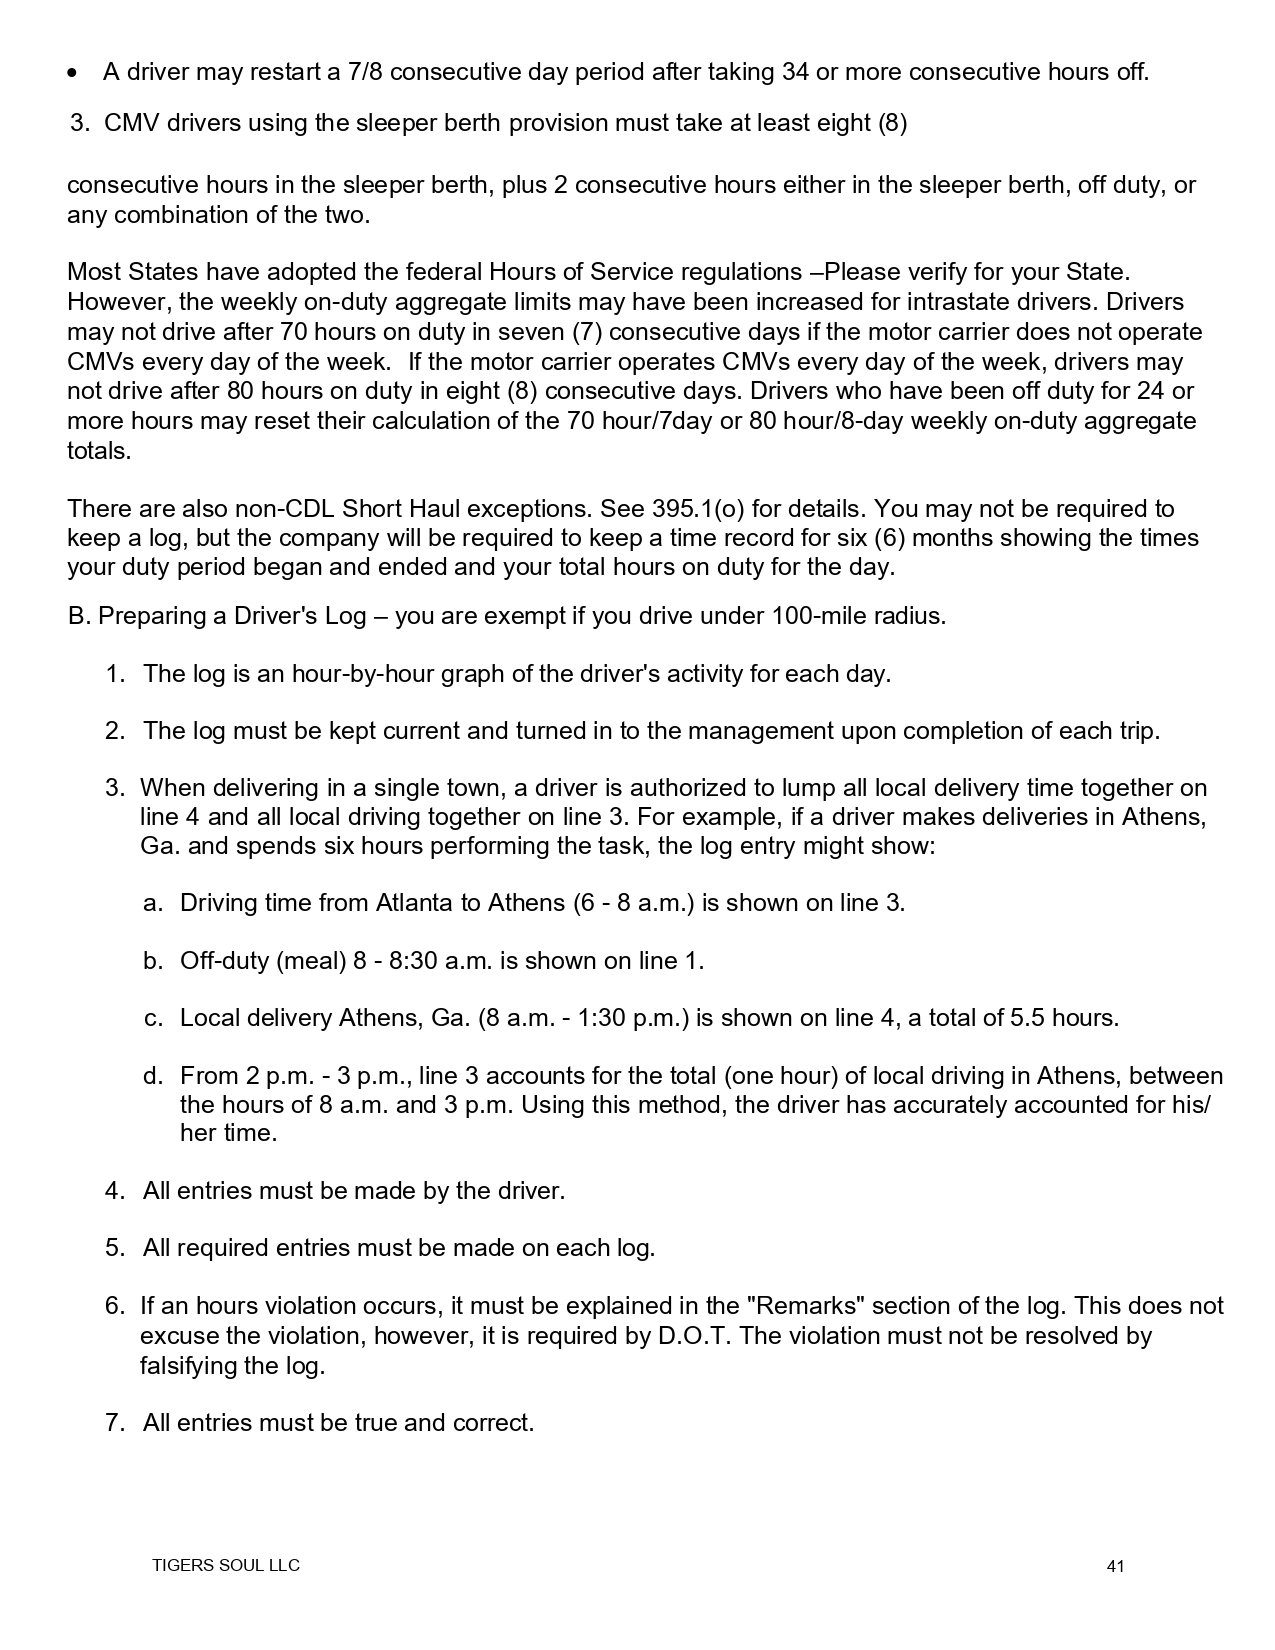 • A driver may restart a 7/8 consecutive day period after taking 34 or more consecutive hours off.
3. CMV drivers using the sleeper berth provision must take at least eight (8)
consecutive hours in the sleeper berth, plus 2 consecutive hours either in the sleeper berth, off duty, or
any combination of the two.
Most States have adopted the federal Hours of Service regulations –Please verify for your State.
However, the weekly on-duty aggregate limits may have been increased for intrastate drivers. Drivers
may not drive after 70 hours on duty in seven (7) consecutive days if the motor carrier does not operate
CMVs every day of the week.  If the motor carrier operates CMVs every day of the week, drivers may
not drive after 80 hours on duty in eight (8) consecutive days. Drivers who have been off duty for 24 or
more hours may reset their calculation of the 70 hour/7day or 80 hour/8-day weekly on-duty aggregate
totals.
There are also non-CDL Short Haul exceptions. See 395.1(o) for details. You may not be required to
keep a log, but the company will be required to keep a time record for six (6) months showing the times
your duty period began and ended and your total hours on duty for the day.
B. Preparing a Driver's Log – you are exempt if you drive under 100-mile radius.
1. The log is an hour-by-hour graph of the driver's activity for each day.
2. The log must be kept current and turned in to the management upon completion of each trip.
3. When delivering in a single town, a driver is authorized to lump all local delivery time together on
line 4 and all local driving together on line 3. For example, if a driver makes deliveries in Athens,
Ga. and spends six hours performing the task, the log entry might show:
a. Driving time from Atlanta to Athens (6 - 8 a.m.) is shown on line 3.
b. Off-duty (meal) 8 - 8:30 a.m. is shown on line 1.
c. Local delivery Athens, Ga. (8 a.m. - 1:30 p.m.) is shown on line 4, a total of 5.5 hours.
d. From 2 p.m. - 3 p.m., line 3 accounts for the total (one hour) of local driving in Athens, between
the hours of 8 a.m. and 3 p.m. Using this method, the driver has accurately accounted for his/
her time.
4. All entries must be made by the driver.
5. All required entries must be made on each log.
6. If an hours violation occurs, it must be explained in the "Remarks" section of the log. This does not
excuse the violation, however, it is required by D.O.T. The violation must not be resolved by
falsifying the log.
7. All entries must be true and correct.
TIGERS SOUL LLC 41